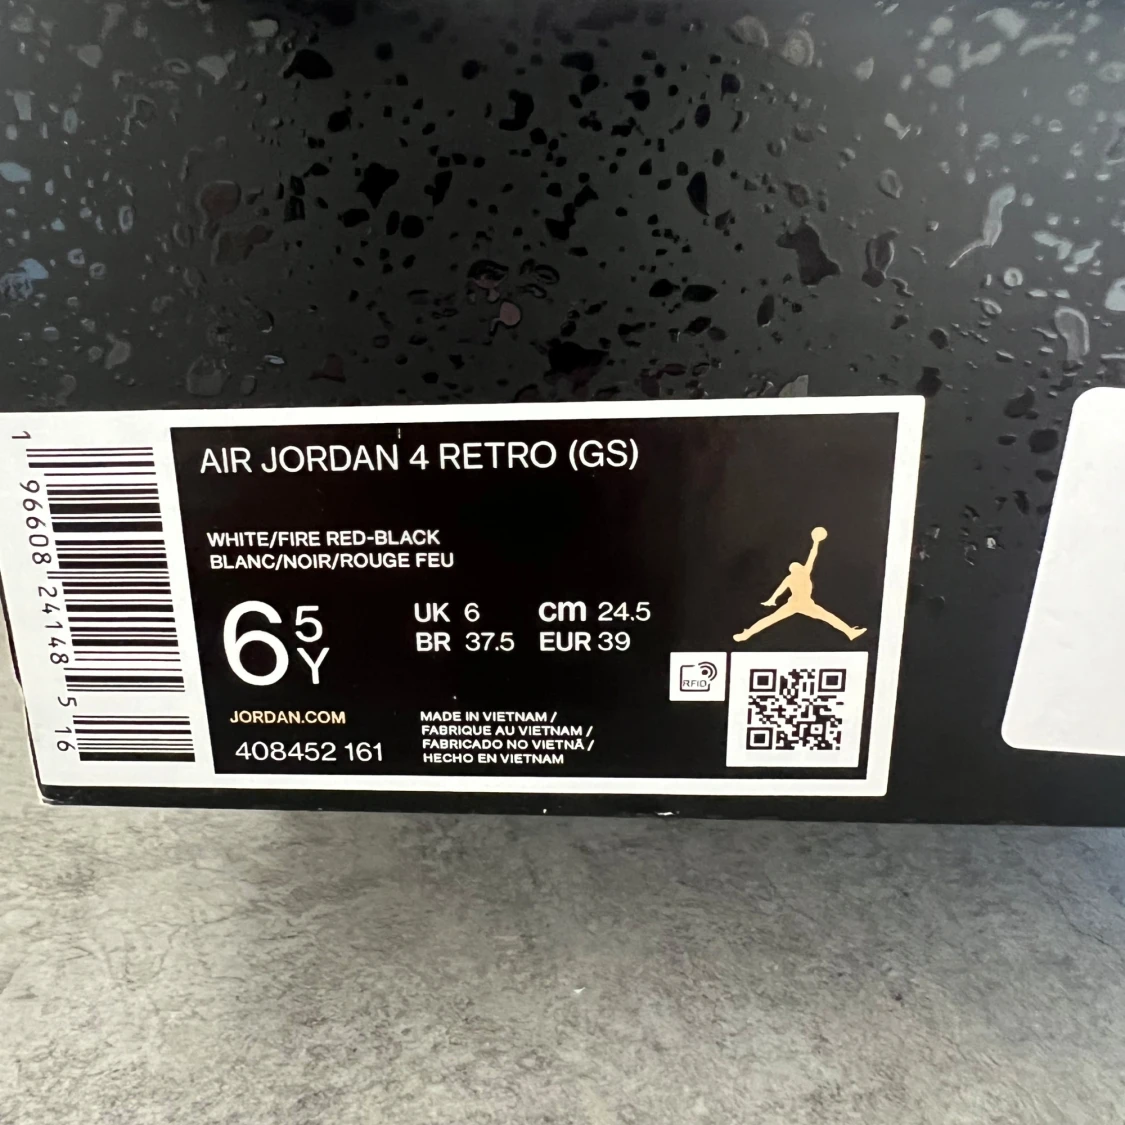 AIR JORDAN 4 RETRO (GS)
WHITE/FIRE RED-BLACK
BLANC/NOIR/ROUGE FEU
6 5 Y
UK 6 cm 24.5
BR 37.5 EUR 39
RFID
JORDAN.COM
408452 161
MADE IN VIETNAM /
FABRIQUE AU VIETNAM /
FABRICADO NO VIETNÃ /
HECHO EN VIETNAM
1 96608 24148 5 16